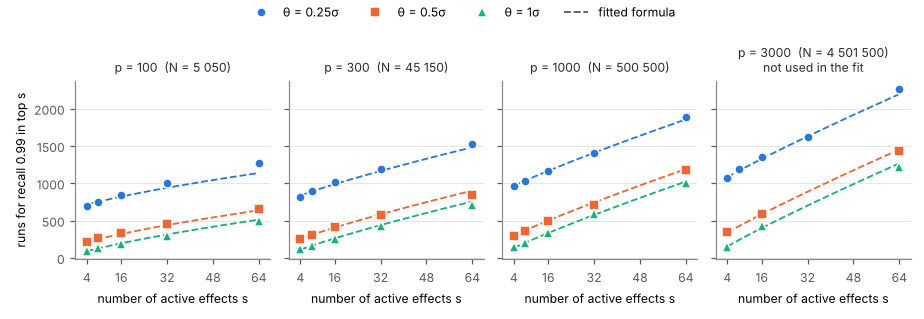 θ = 0.25σ θ = 0.5σ θ = 1σ fitted formula
p = 100 (N = 5 050)
p = 300 (N = 45 150)
p = 1000 (N = 500 500)
p = 3000 (N = 4 501 500)
not used in the fit
runs for recall 0.99 in top s
2000
1500
1000
500
0
4 16 32 48 64
4 16 32 48 64
4 16 32 48 64
4 16 32 48 64
number of active effects s
number of active effects s
number of active effects s
number of active effects s